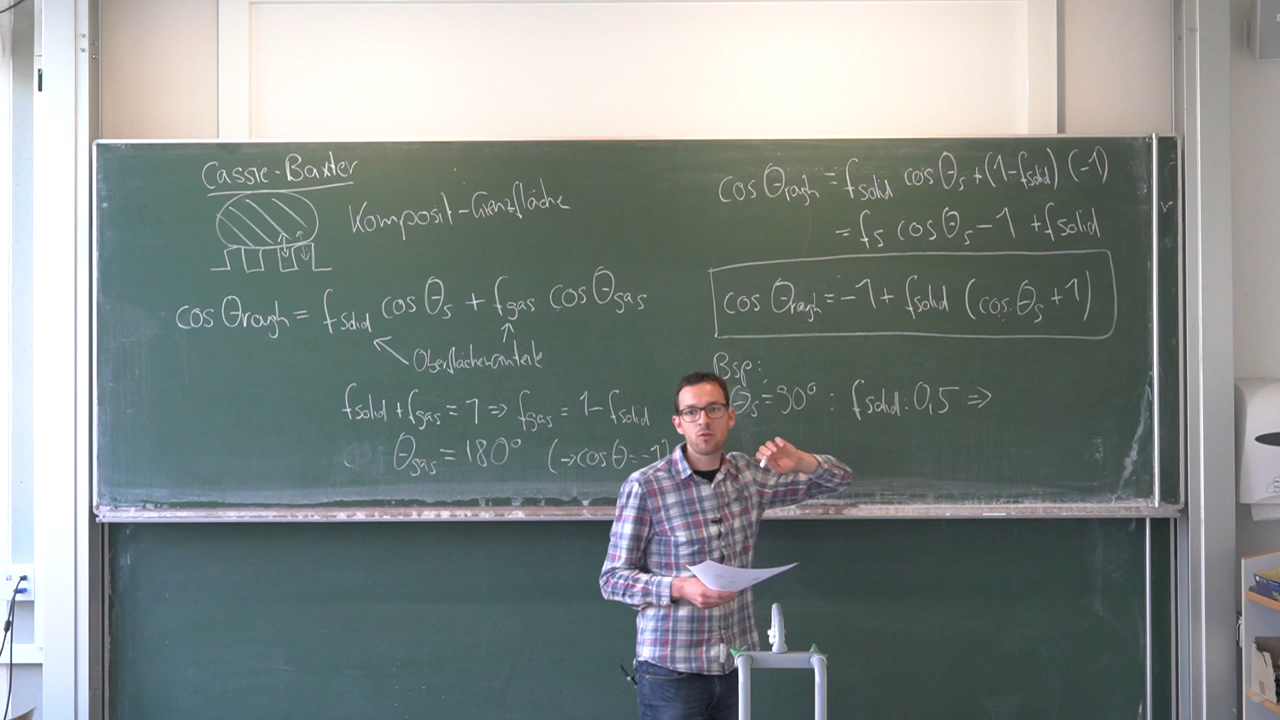 Cassie-Baxter
Komposit-Grenzfläche
cos θrough = fsolid cos θs + fgas cos θgas
Oberflächenanteile
fsolid + fgas = 1 => fgas = 1 - fsolid
θgas = 180° (→cos θ = -1)
cos θrough = fsolid cos θs + (1-fsolid) (-1)
= fs cos θs - 1 + fsolid
cos θrough = -1 + fsolid (cos θs + 1)
Bsp:
θs = 90° : fsolid: 0,5 =>